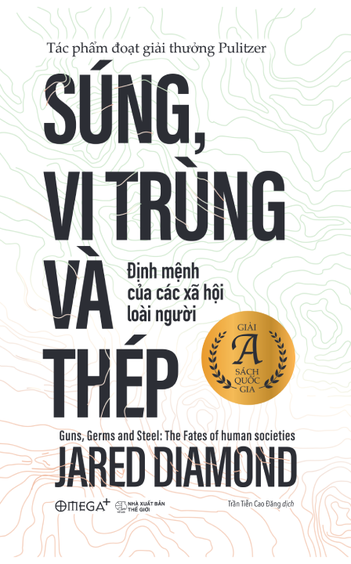 Tác phẩm đoạt giải thưởng Pulitzer
SÚNG,
VI TRÙNG
VÀ
Định mệnh
của các xã hội
loài người
THÉP
GIẢI
A
SÁCH QUỐC
GIA
Guns, Germs and Steel: The Fates of human societies
JARED DIAMOND
Trần Tiễn Cao Đăng dịch
OMEGA+
NHÀ XUẤT BẢN
THẾ GIỚI